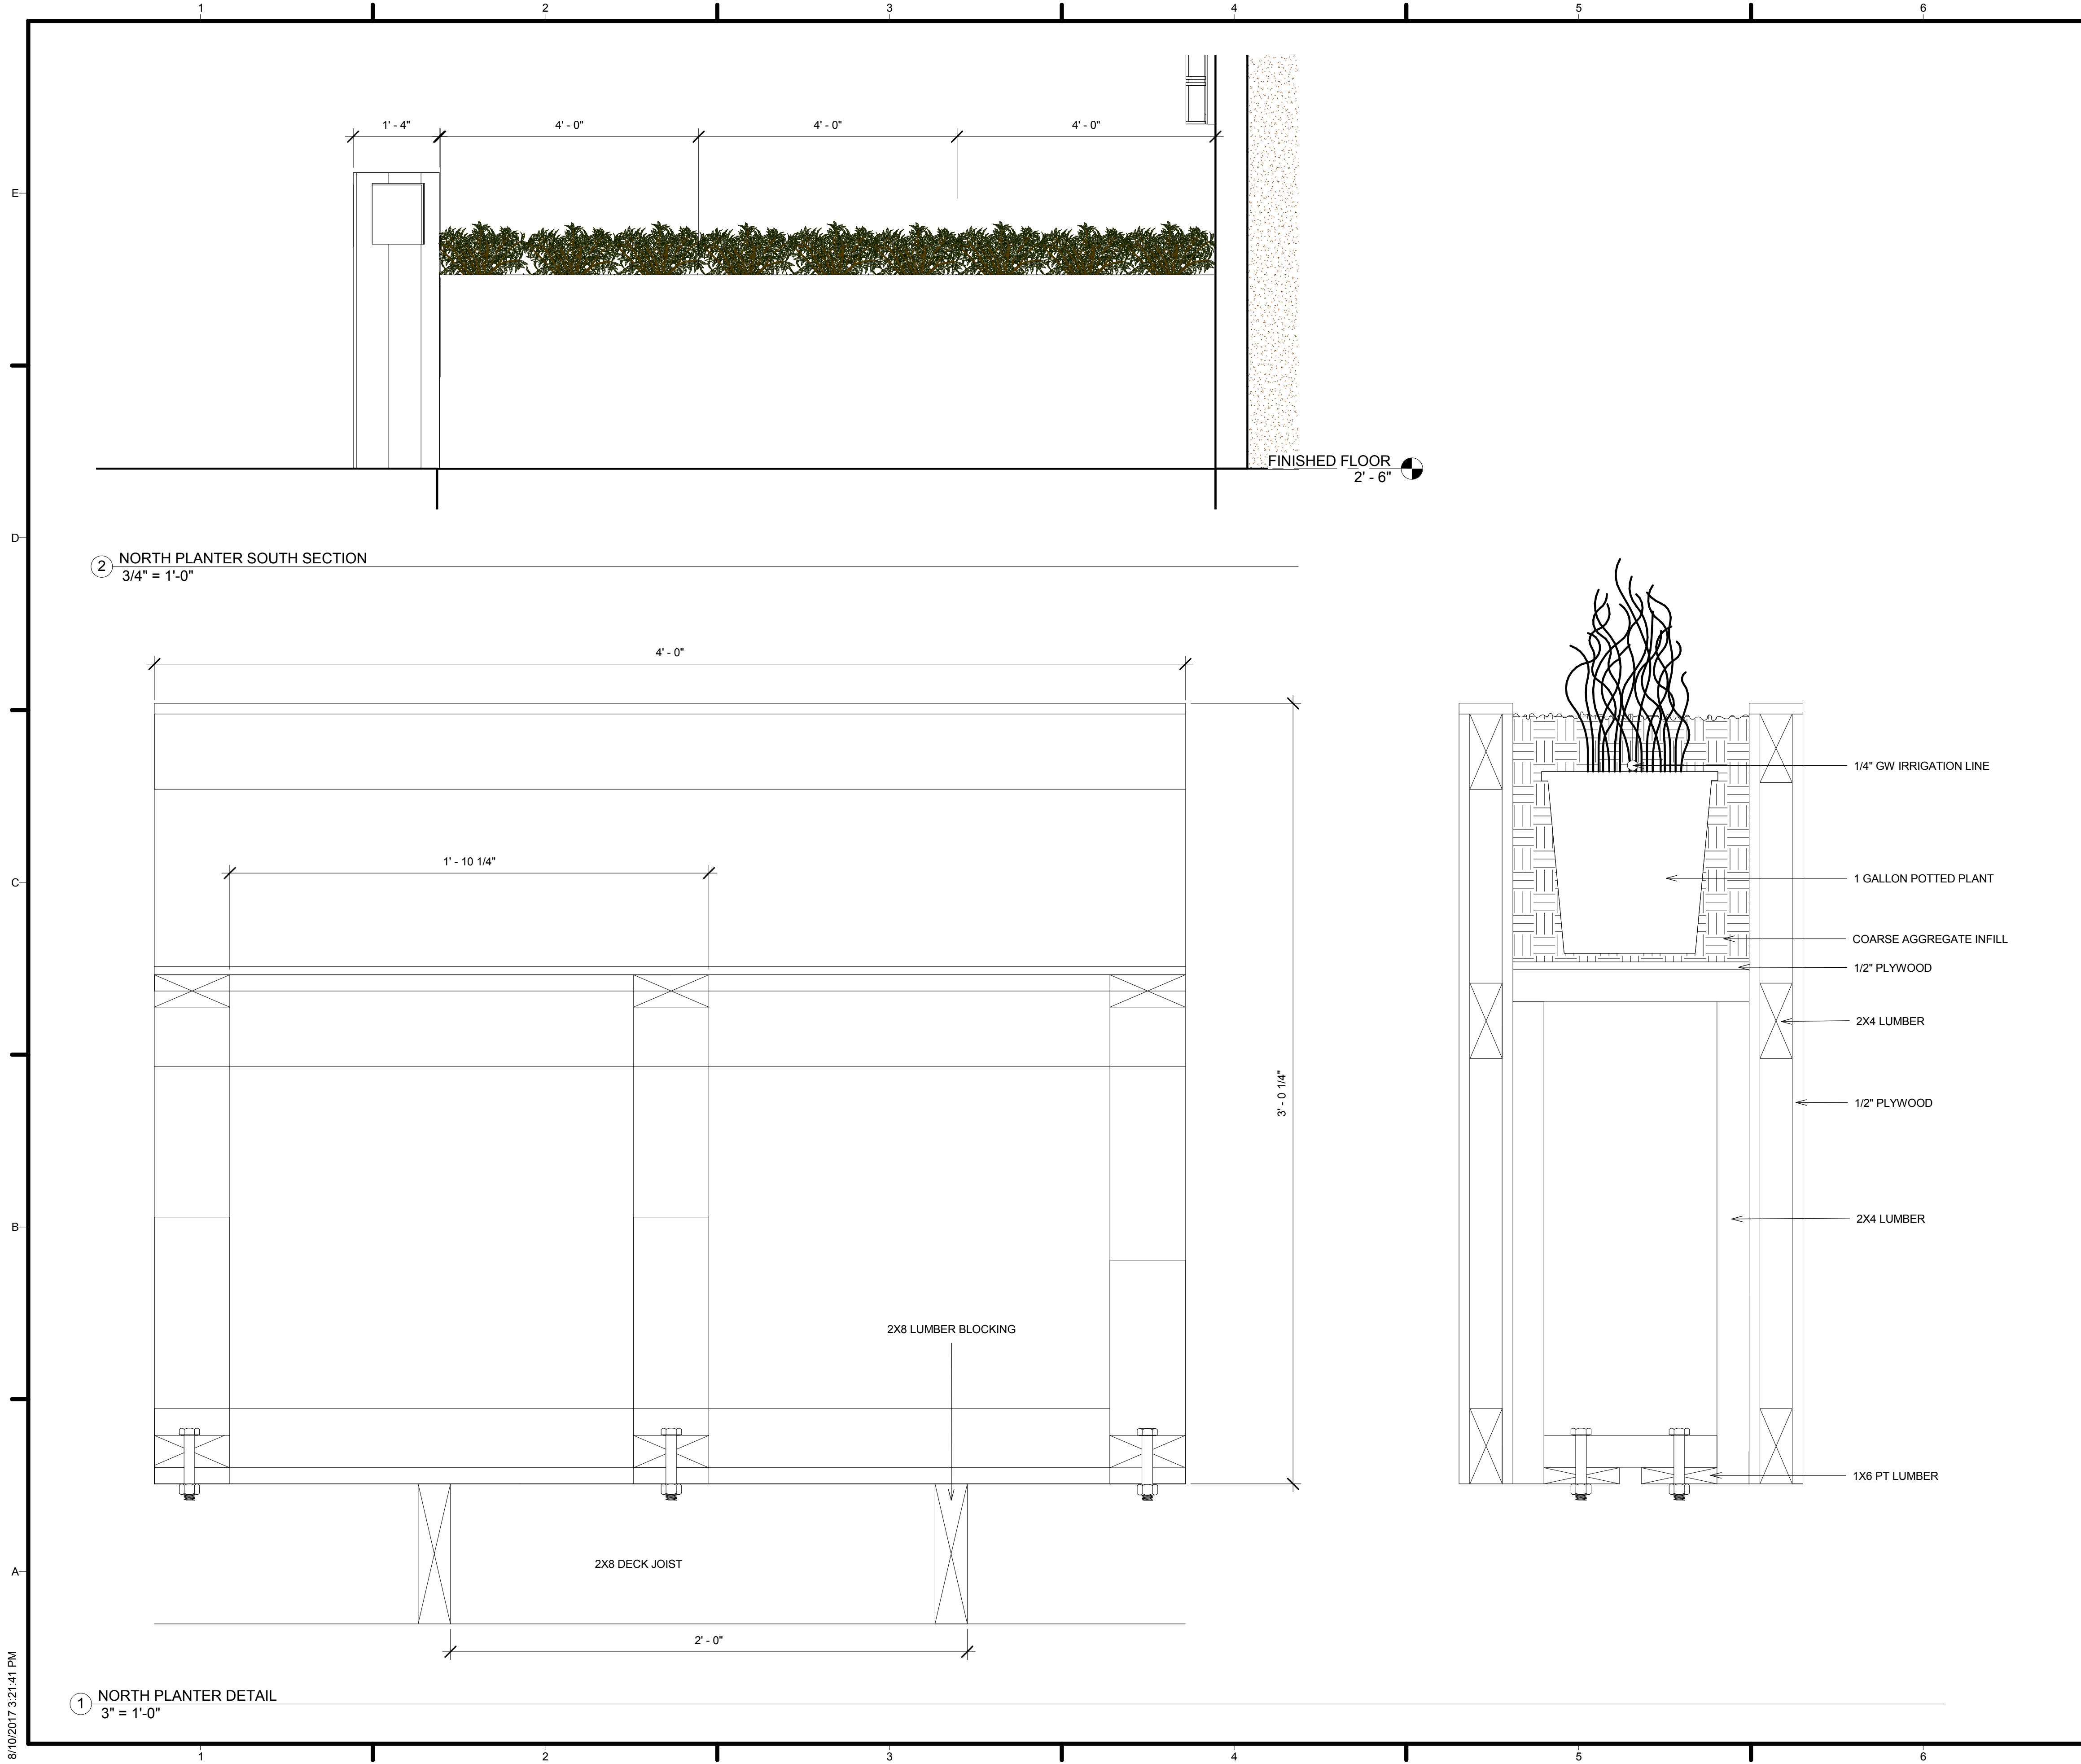 1 2 3 4 5 6
1' - 4" 4' - 0" 4' - 0" 4' - 0"
E
FINISHED FLOOR
2' - 6"
D
2 NORTH PLANTER SOUTH SECTION
3/4" = 1'-0"
4' - 0"
1/4" GW IRRIGATION LINE
1' - 10 1/4"
C
1 GALLON POTTED PLANT
COARSE AGGREGATE INFILL
1/2" PLYWOOD
2X4 LUMBER
3' - 0 1/4"
1/2" PLYWOOD
B
2X4 LUMBER
2X8 LUMBER BLOCKING
1X6 PT LUMBER
A
2X8 DECK JOIST
2' - 0"
1 NORTH PLANTER DETAIL
3" = 1'-0"
8/10/2017 3:21:41 PM
1 2 3 4 5 6